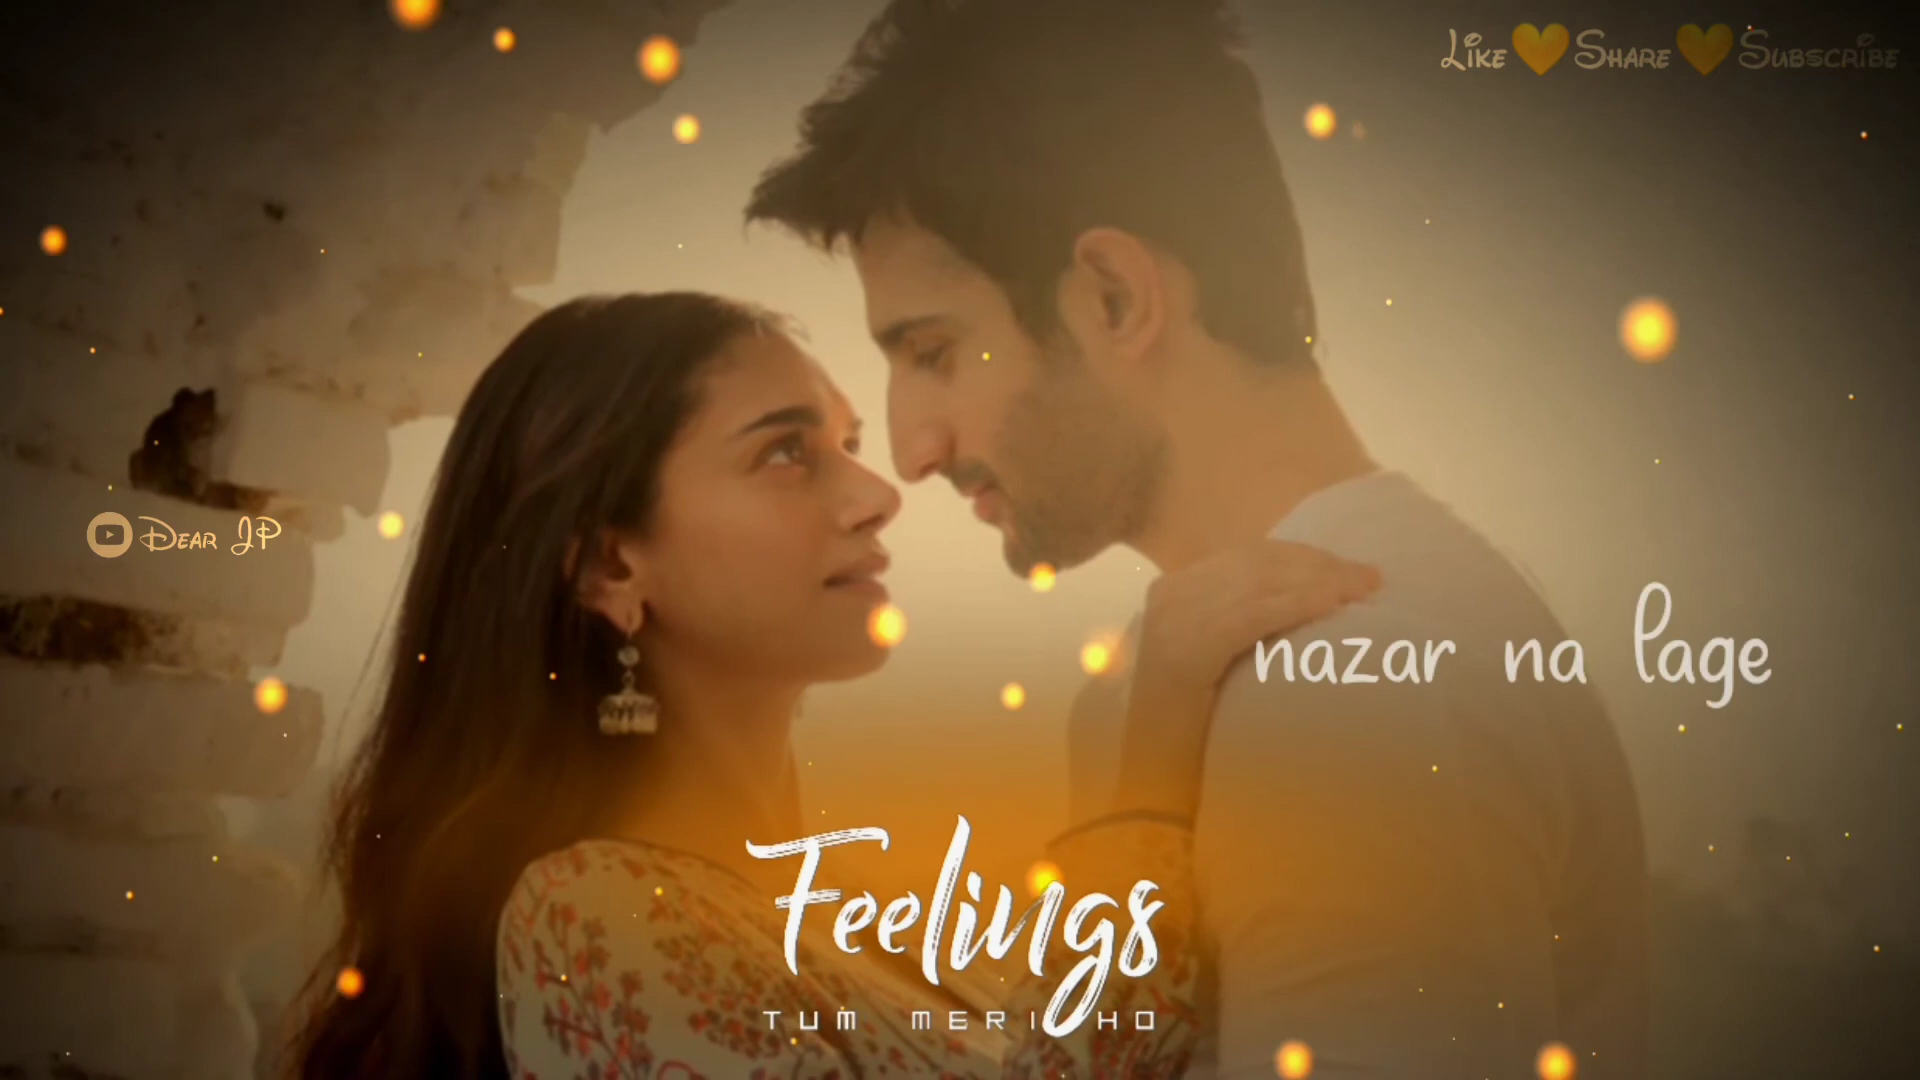 Like💛Share💛Subscribe
Dear JP
nazar na lage
Feelings
TUM MERI HO